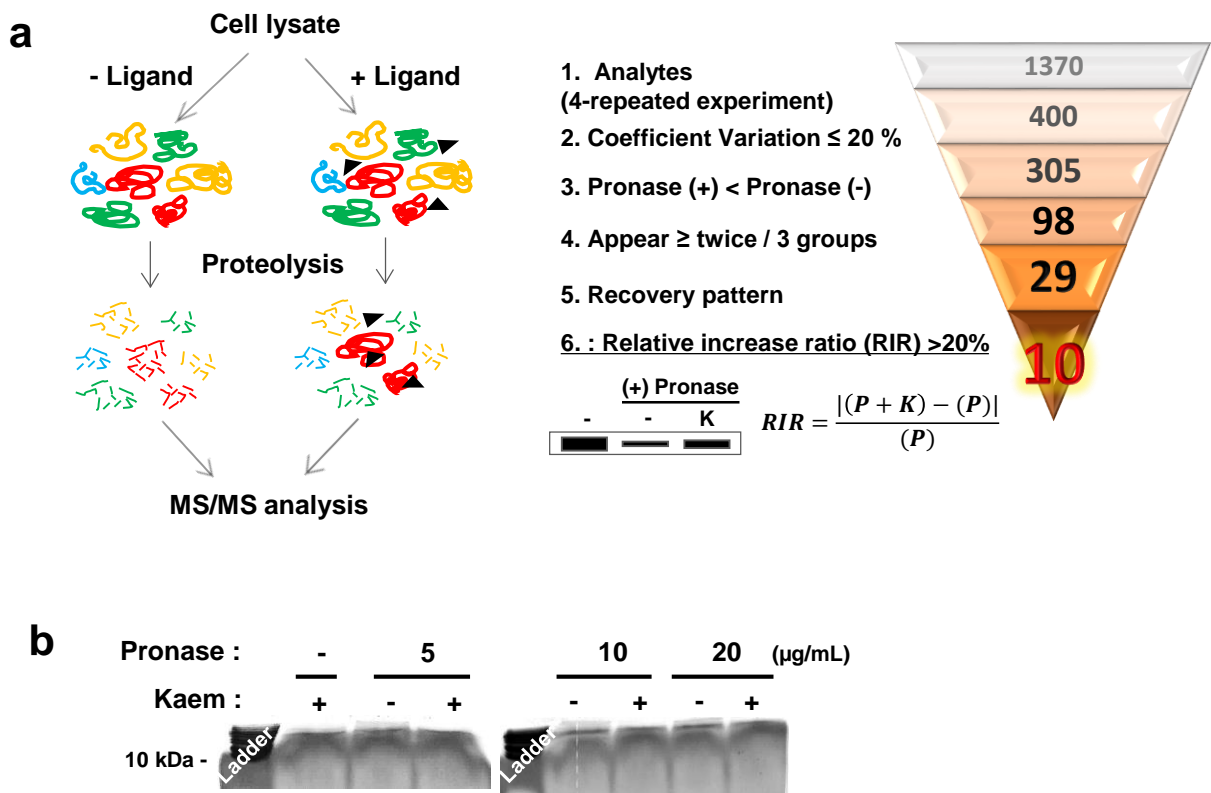 a
Cell lysate
- Ligand
+ Ligand
Proteolysis
MS/MS analysis
1. Analytes
(4-repeated experiment)
2. Coefficient Variation ≤ 20 %
3. Pronase (+) < Pronase (-)
4. Appear ≥ twice / 3 groups
5. Recovery pattern
6. : Relative increase ratio (RIR) >20%
1370
400
305
98
29
10
(+) Pronase
- - K
RIR = |(P + K) − (P)| / (P)
b
Pronase : - 5 10 20 (µg/mL)
Kaem : + - + - + - +
Ladder Ladder
10 kDa -